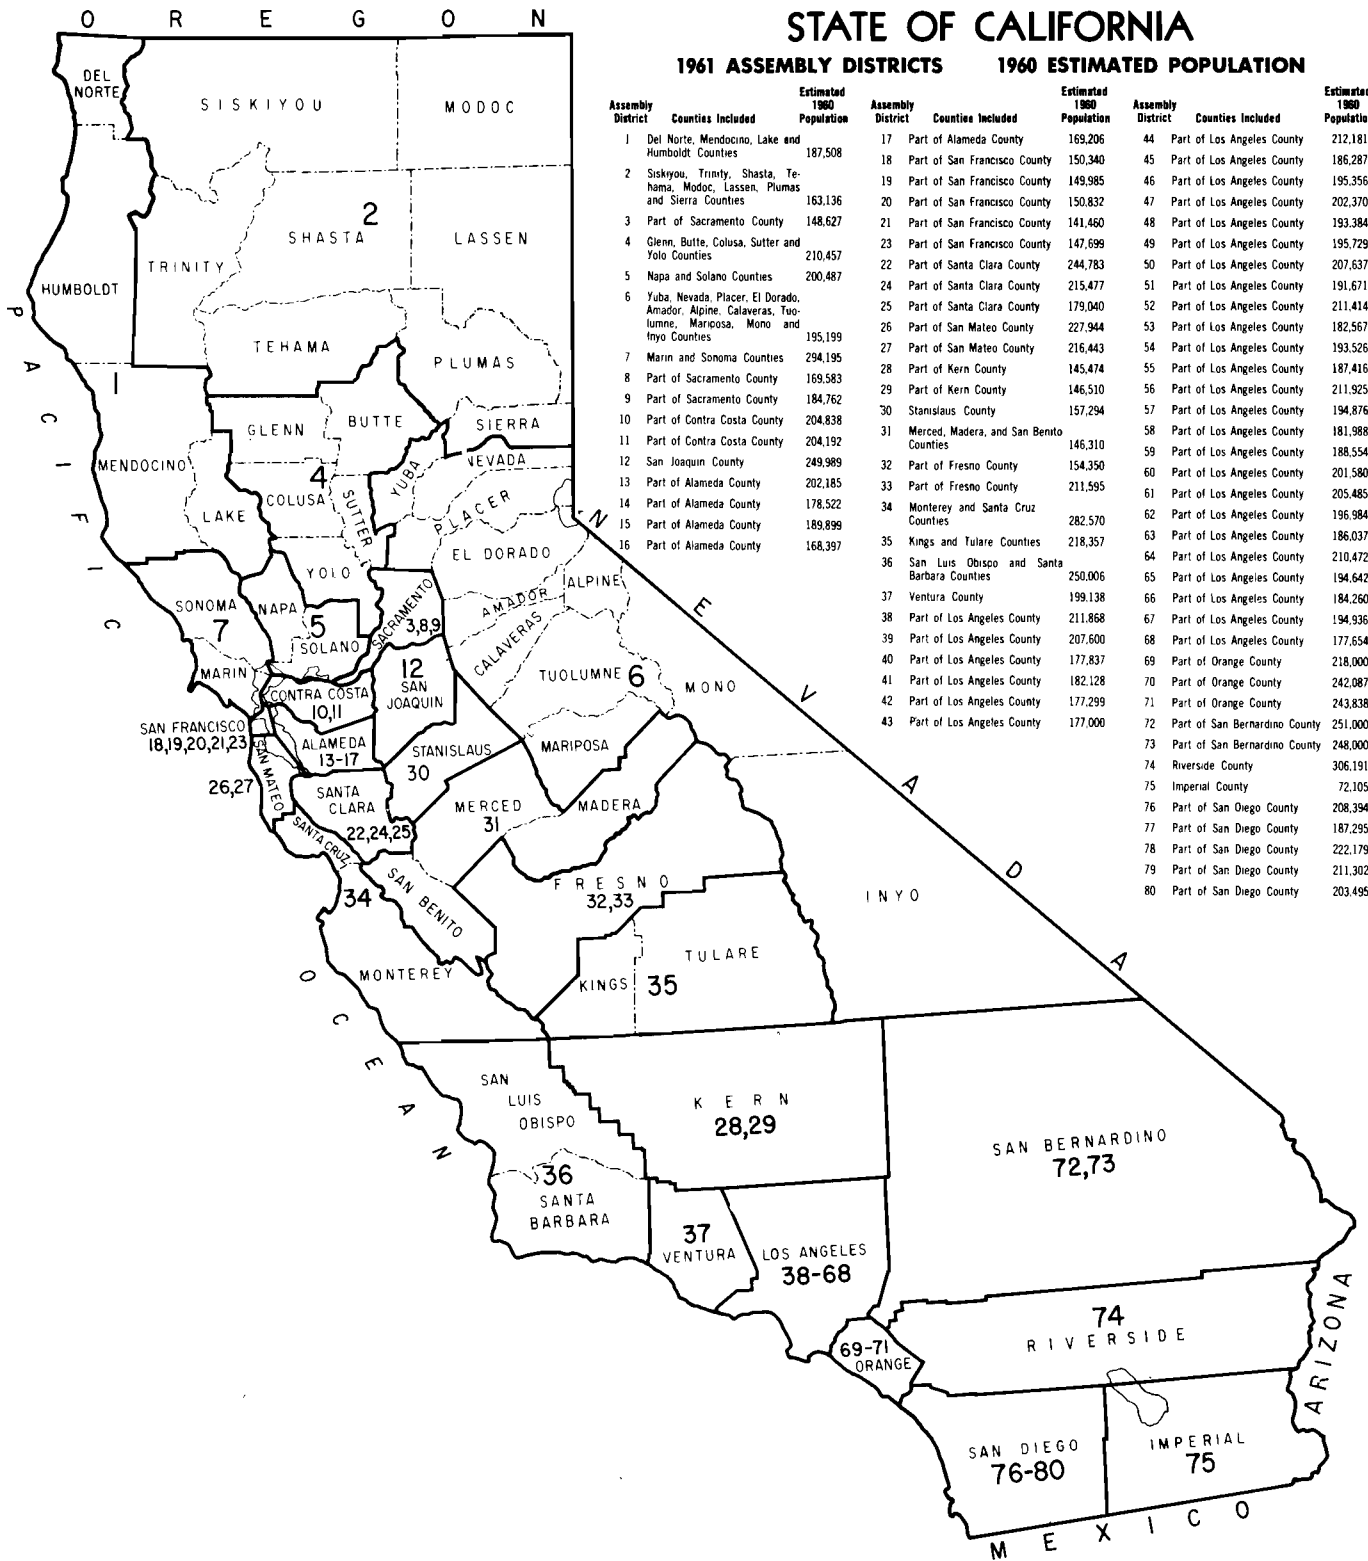 STATE OF CALIFORNIA
1961 ASSEMBLY DISTRICTS 1960 ESTIMATED POPULATION
Assembly District Counties Included Estimated 1960 Population
1 Del Norte, Mendocino, Lake and
Humboldt Counties 187,508
2 Siskiyou, Trinity, Shasta, Te-
hama, Modoc, Lassen, Plumas
and Sierra Counties 163,136
3 Part of Sacramento County 148,627
4 Glenn, Butte, Colusa, Sutter and
Yolo Counties 210,457
5 Napa and Solano Counties 200,487
6 Yuba, Nevada, Placer, El Dorado,
Amador, Alpine, Calaveras, Tuo-
lumne, Mariposa, Mono and
Inyo Counties 195,199
7 Marin and Sonoma Counties 294,195
8 Part of Sacramento County 169,583
9 Part of Sacramento County 184,762
10 Part of Contra Costa County 204,838
11 Part of Contra Costa County 204,192
12 San Joaquin County 249,989
13 Part of Alameda County 202,185
14 Part of Alameda County 178,522
15 Part of Alameda County 189,899
16 Part of Alameda County 168,397
Assembly District Counties Included Estimated 1960 Population
17 Part of Alameda County 169,206
18 Part of San Francisco County 150,340
19 Part of San Francisco County 149,985
20 Part of San Francisco County 150,832
21 Part of San Francisco County 141,460
23 Part of San Francisco County 147,699
22 Part of Santa Clara County 244,783
24 Part of Santa Clara County 215,477
25 Part of Santa Clara County 179,040
26 Part of San Mateo County 227,944
27 Part of San Mateo County 216,443
28 Part of Kern County 145,474
29 Part of Kern County 146,510
30 Stanislaus County 157,294
31 Merced, Madera, and San Benito
Counties 146,310
32 Part of Fresno County 154,350
33 Part of Fresno County 211,595
34 Monterey and Santa Cruz
Counties 282,570
35 Kings and Tulare Counties 218,357
36 San Luis Obispo and Santa
Barbara Counties 250,006
37 Ventura County 199,138
38 Part of Los Angeles County 211,868
39 Part of Los Angeles County 207,600
40 Part of Los Angeles County 177,837
41 Part of Los Angeles County 182,128
42 Part of Los Angeles County 177,299
43 Part of Los Angeles County 177,000
Assembly District Counties Included Estimated 1960 Populatio
44 Part of Los Angeles County 212,181
45 Part of Los Angeles County 186,287
46 Part of Los Angeles County 195,356
47 Part of Los Angeles County 202,370
48 Part of Los Angeles County 193,384
49 Part of Los Angeles County 195,729
50 Part of Los Angeles County 207,637
51 Part of Los Angeles County 191,671
52 Part of Los Angeles County 211,414
53 Part of Los Angeles County 182,567
54 Part of Los Angeles County 193,526
55 Part of Los Angeles County 187,416
56 Part of Los Angeles County 211,925
57 Part of Los Angeles County 194,876
58 Part of Los Angeles County 181,988
59 Part of Los Angeles County 188,554
60 Part of Los Angeles County 201,580
61 Part of Los Angeles County 205,485
62 Part of Los Angeles County 196,984
63 Part of Los Angeles County 186,037
64 Part of Los Angeles County 210,472
65 Part of Los Angeles County 194,642
66 Part of Los Angeles County 184,260
67 Part of Los Angeles County 194,936
68 Part of Los Angeles County 177,654
69 Part of Orange County 218,000
70 Part of Orange County 242,087
71 Part of Orange County 243,838
72 Part of San Bernardino County 251,000
73 Part of San Bernardino County 248,000
74 Riverside County 306,191
75 Imperial County 72,105
76 Part of San Diego County 208,394
77 Part of San Diego County 187,295
78 Part of San Diego County 222,179
79 Part of San Diego County 211,302
80 Part of San Diego County 203,495
OREGON
DEL
NORTE
SISKIYOU
MODOC
2
SHASTA
LASSEN
TRINITY
HUMBOLDT
TEHAMA
PLUMAS
1
BUTTE
GLENN
SIERRA
MENDOCINO
NEVADA
4
YUBA
COLUSA
SUTTER
LAKE
PLACER
EL DORADO
YOLO
ALPINE
SONOMA
7
NAPA
5
SOLANO
SACRAMENTO
3,8,9
AMADOR
CALAVERAS
MARIN
12
SAN
JOAQUIN
TUOLUMNE 6
MONO
CONTRA COSTA
10,11
SAN FRANCISCO
18,19,20,21,23
ALAMEDA
13-17
STANISLAUS
30
MARIPOSA
SAN MATEO
26,27
SANTA
CLARA
22,24,25
MERCED
31
MADERA
SANTA CRUZ
34
SAN BENITO
FRESNO
32,33
INYO
MONTEREY
KINGS
35
TULARE
SAN
LUIS
OBISPO
KERN
28,29
SAN BERNARDINO
72,73
36
SANTA
BARBARA
37
VENTURA
LOS ANGELES
38-68
74
RIVERSIDE
69-71
ORANGE
SAN DIEGO
76-80
IMPERIAL
75
PACIFIC
OCEAN
NEVADA
ARIZONA
MEXICO